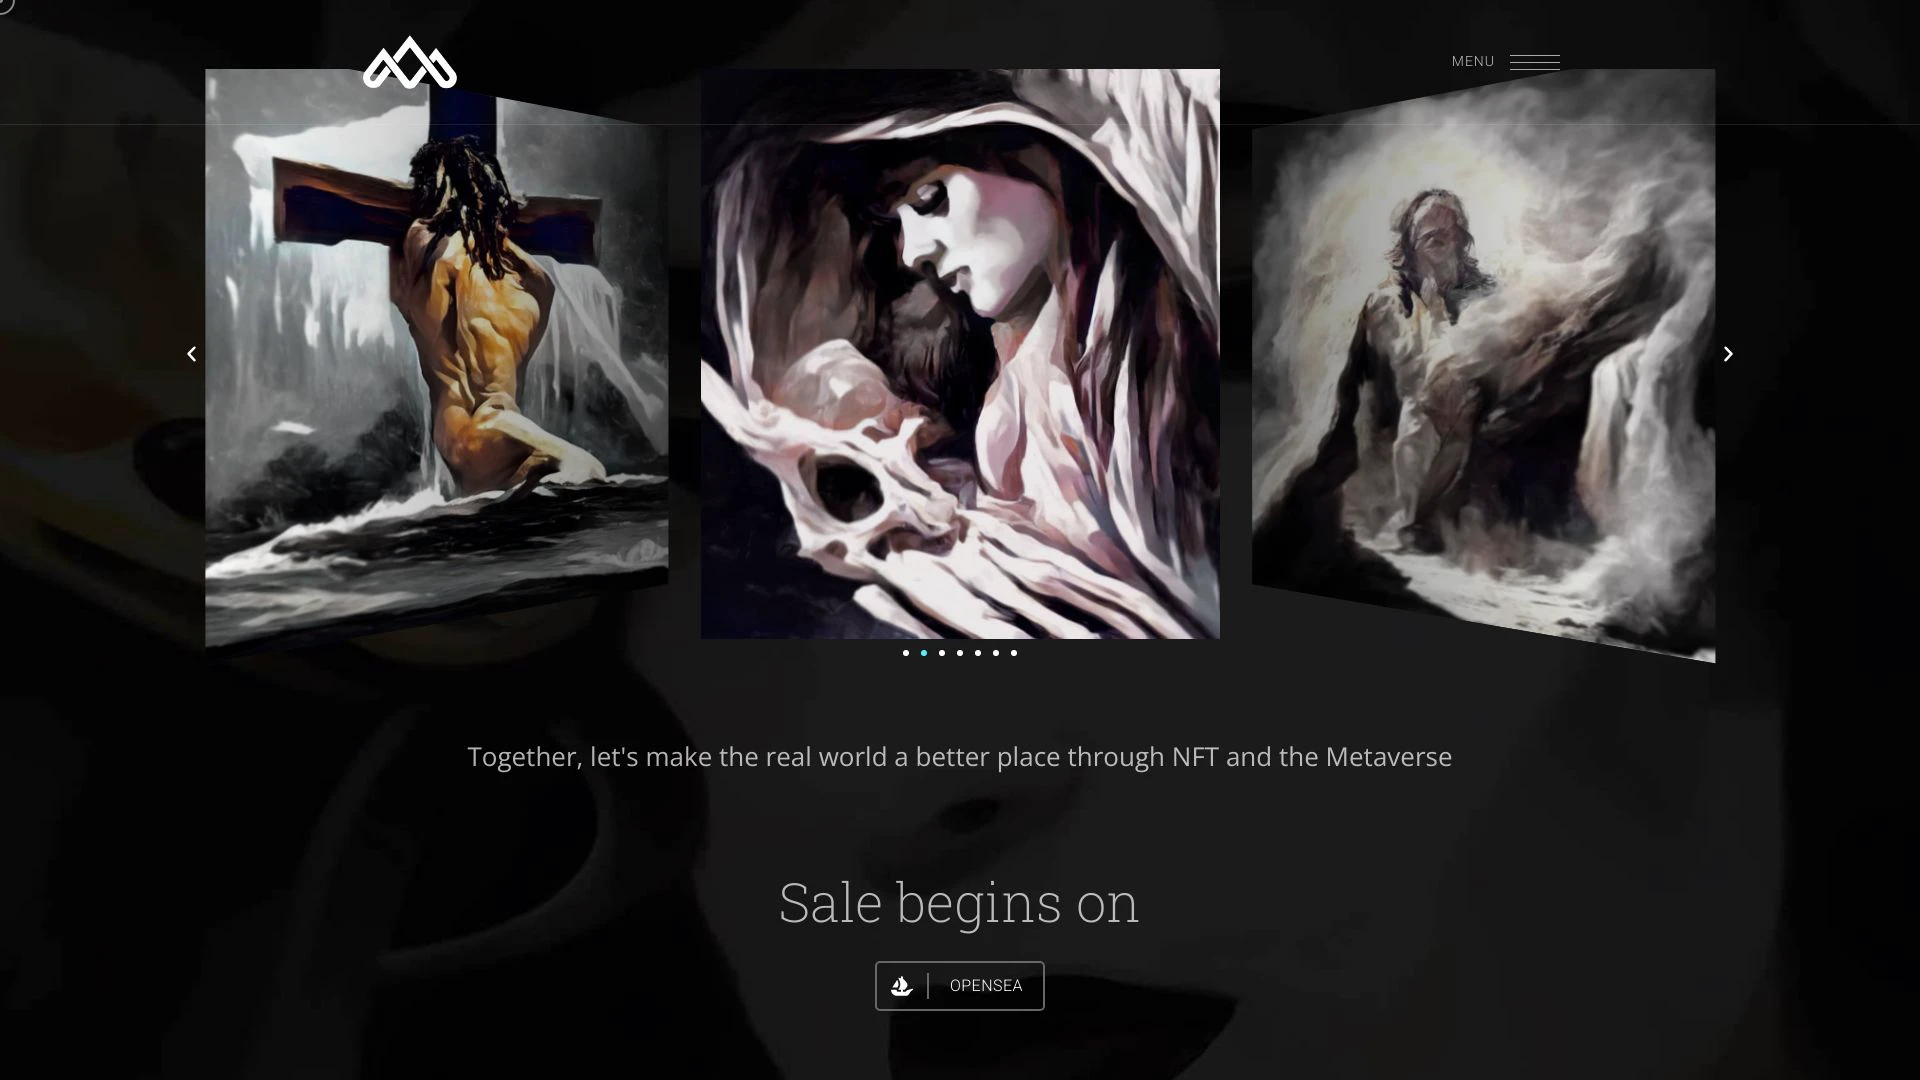 MENU
Together, let's make the real world a better place through NFT and the Metaverse
Sale begins on
OPENSEA